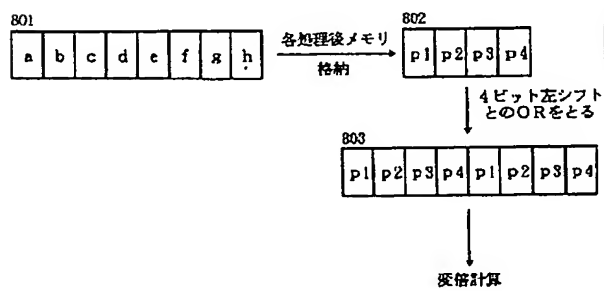 801
a b c d e f g h
各処理後メモリ
格納
802
p1 p2 p3 p4
4ビット左シフト
とのORをとる
803
p1 p2 p3 p4 p1 p2 p3 p4
変倍計算